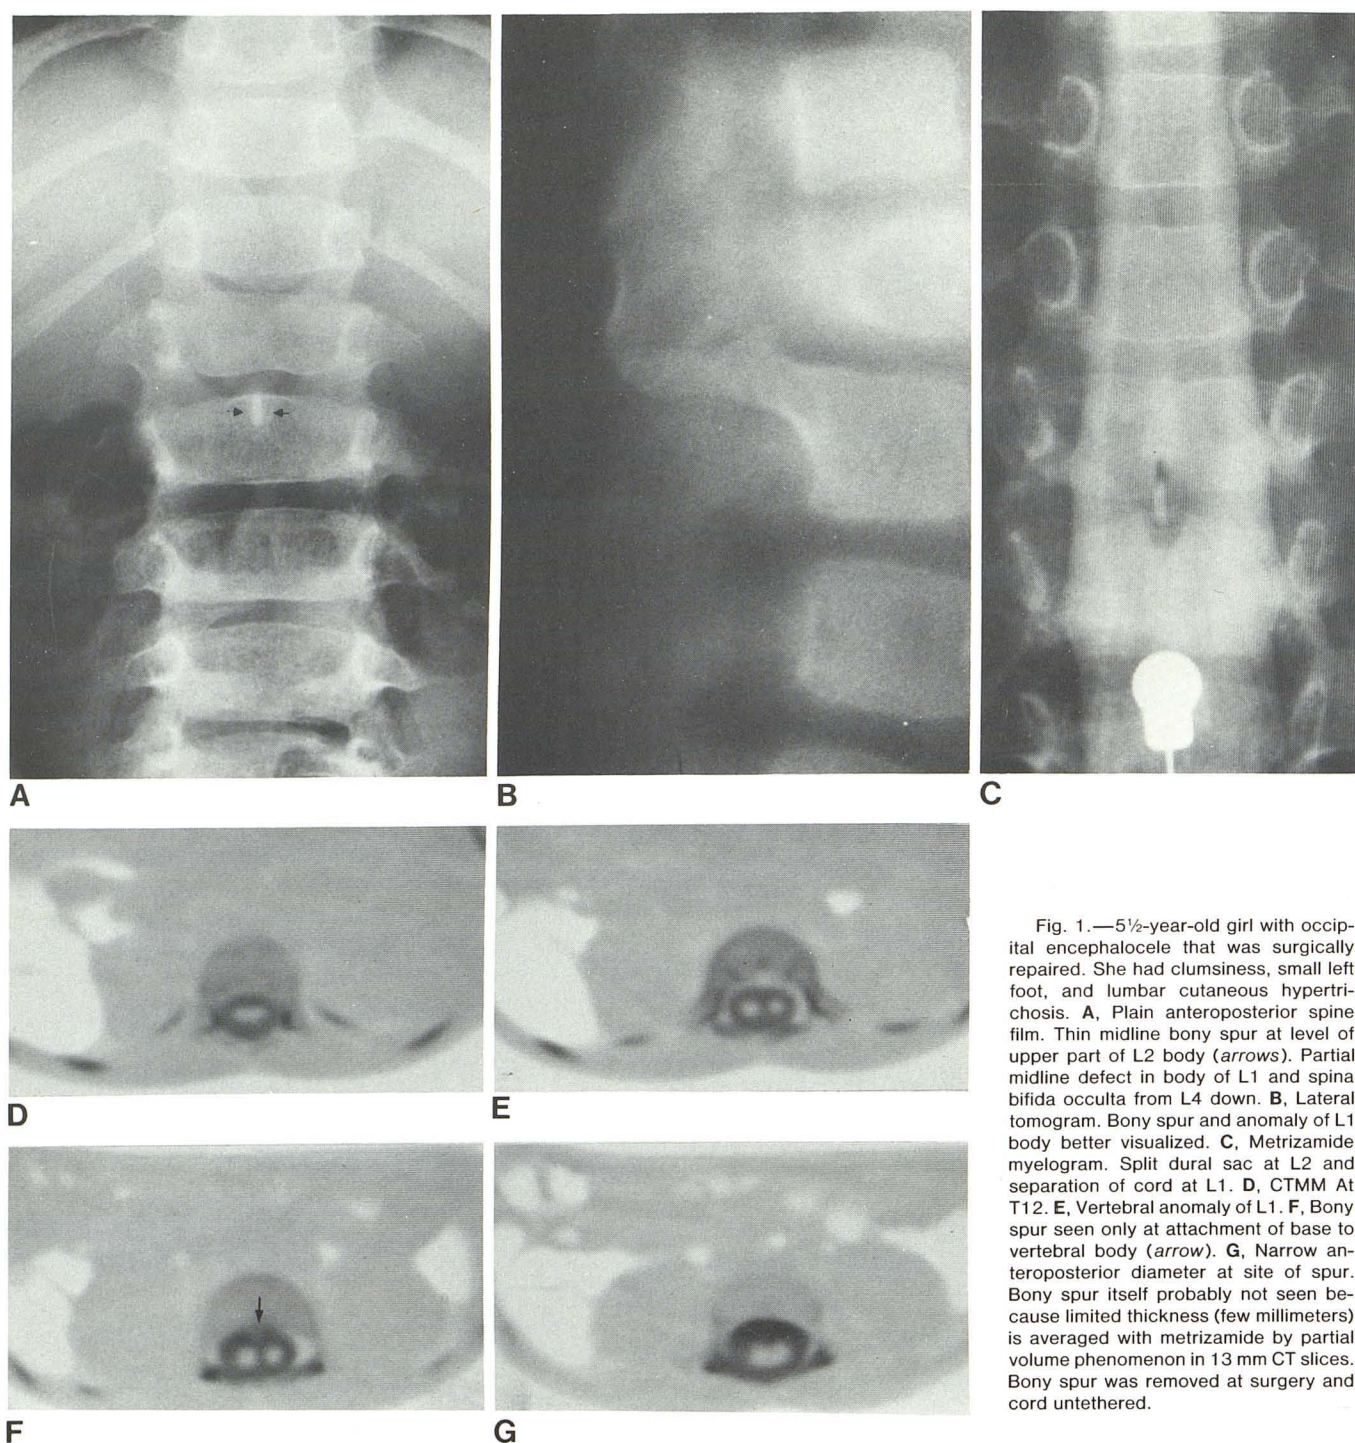 A
B
C
D
E
F
G
Fig. 1.—5½-year-old girl with occip-
ital encephalocele that was surgically
repaired. She had clumsiness, small left
foot, and lumbar cutaneous hypertri-
chosis. A, Plain anteroposterior spine
film. Thin midline bony spur at level of
upper part of L2 body (arrows). Partial
midline defect in body of L1 and spina
bifida occulta from L4 down. B, Lateral
tomogram. Bony spur and anomaly of L1
body better visualized. C, Metrizamide
myelogram. Split dural sac at L2 and
separation of cord at L1. D, CTMM At
T12. E, Vertebral anomaly of L1. F, Bony
spur seen only at attachment of base to
vertebral body (arrow). G, Narrow an-
teroposterior diameter at site of spur.
Bony spur itself probably not seen be-
cause limited thickness (few millimeters)
is averaged with metrizamide by partial
volume phenomenon in 13 mm CT slices.
Bony spur was removed at surgery and
cord untethered.